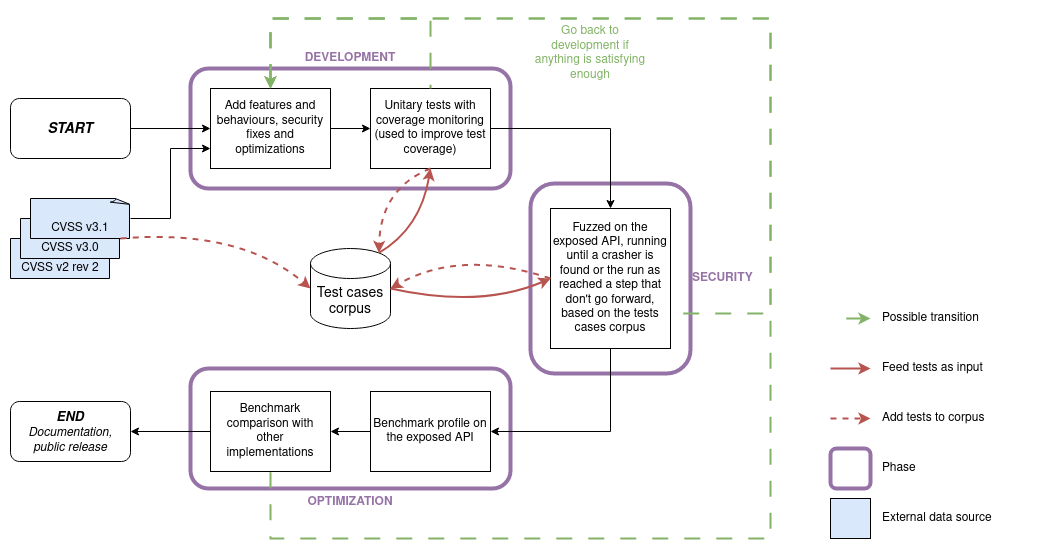 Go back to
development if
anything is satisfying
enough
DEVELOPMENT
START
Add features and
behaviours, security
fixes and
optimizations
Unitary tests with
coverage monitoring
(used to improve test
coverage)
CVSS v3.1
CVSS v3.0
CVSS v2 rev 2
Test cases
corpus
Fuzzed on the
exposed API, running
until a crasher is
found or the run as
reached a step that
don't go forward,
based on the tests
cases corpus
SECURITY
Benchmark profile on
the exposed API
Benchmark
comparison with
other
implementations
OPTIMIZATION
END
Documentation,
public release
Possible transition
Feed tests as input
Add tests to corpus
Phase
External data source